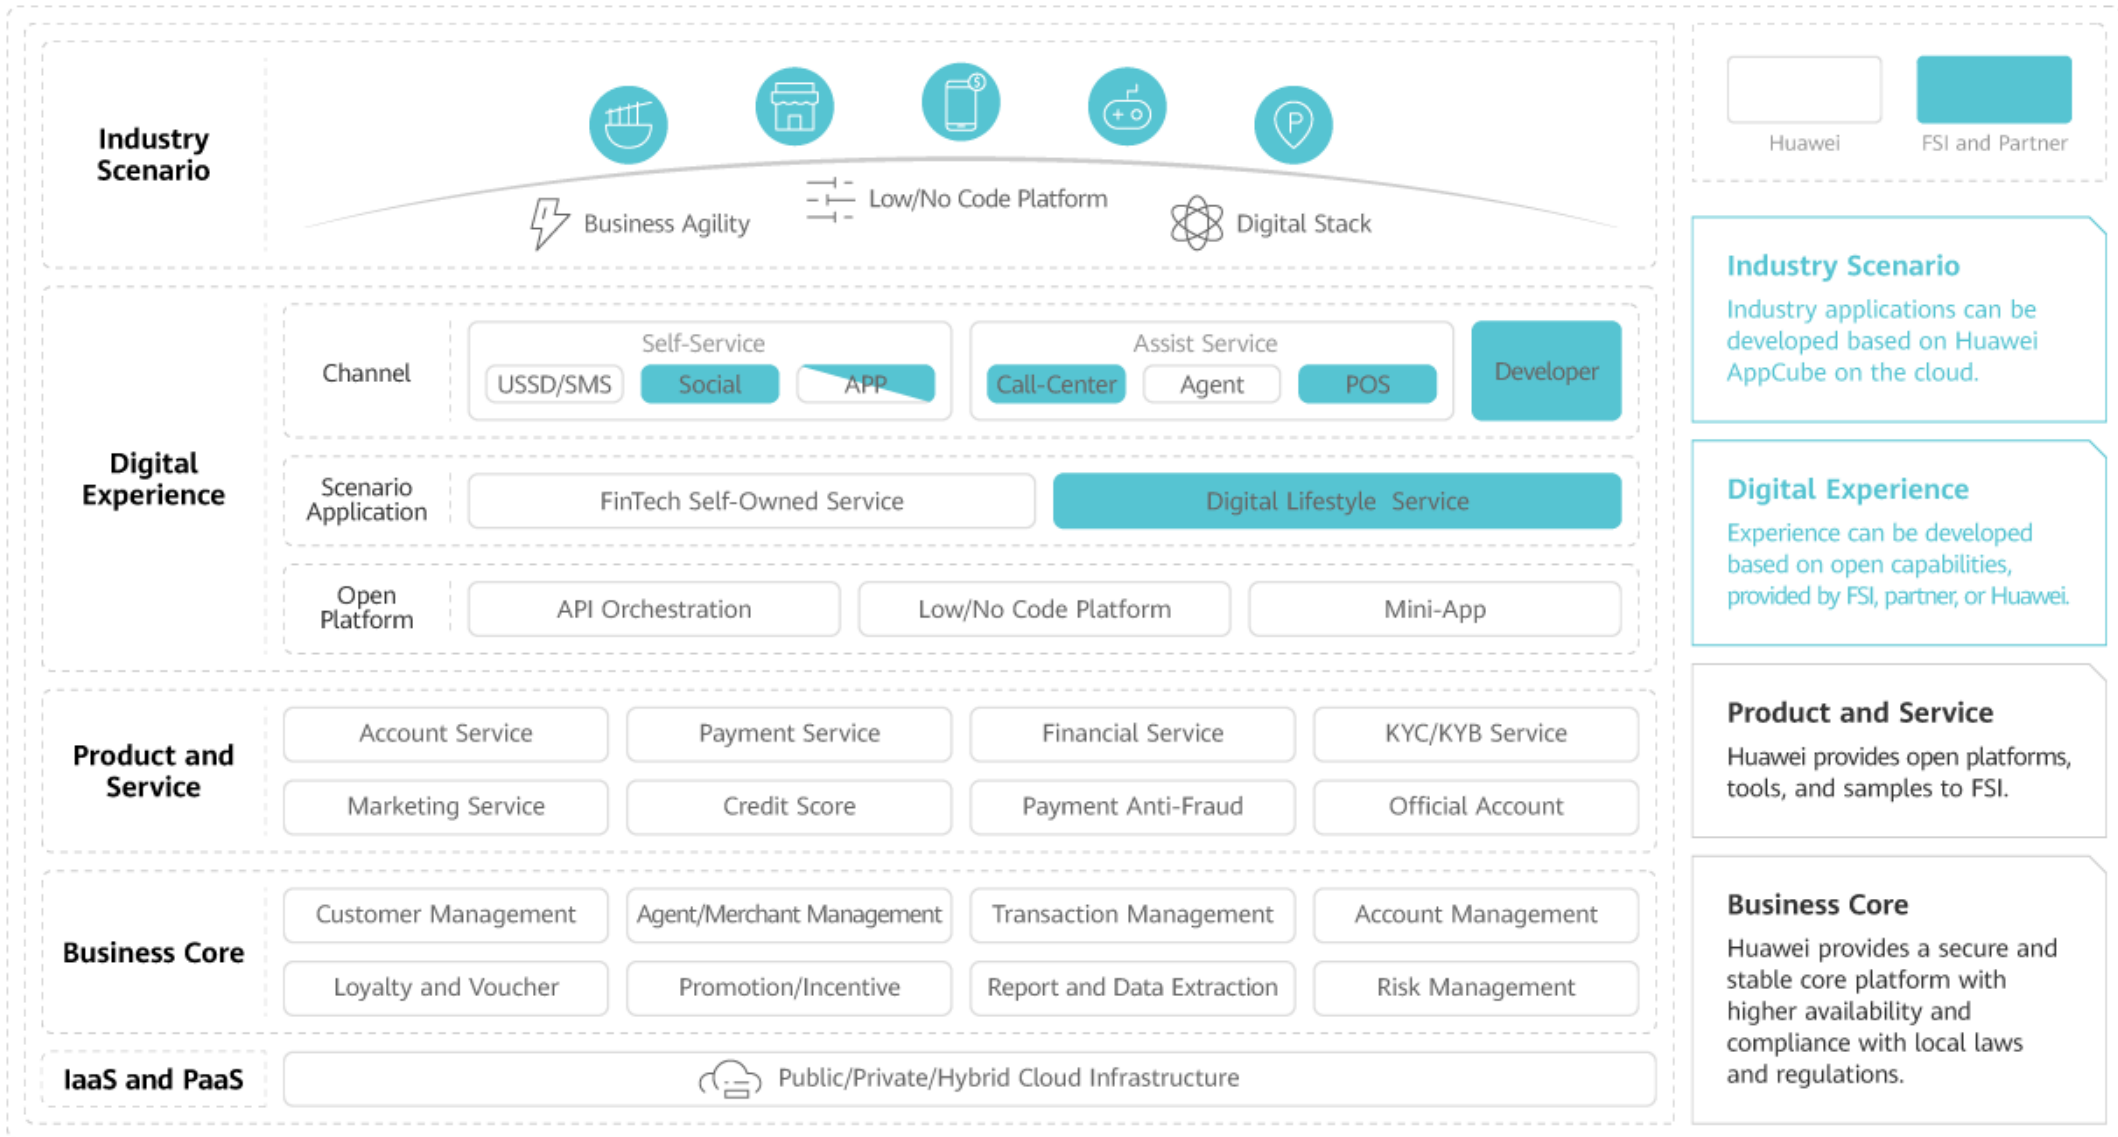 Industry
Scenario
$
P
Business Agility
Low/No Code Platform
Digital Stack
Digital
Experience
Channel
Self-Service
USSD/SMS
Social
APP
Assist Service
Call-Center
Agent
POS
Developer
Scenario
Application
FinTech Self-Owned Service
Digital Lifestyle Service
Open
Platform
API Orchestration
Low/No Code Platform
Mini-App
Product and
Service
Account Service
Payment Service
Financial Service
KYC/KYB Service
Marketing Service
Credit Score
Payment Anti-Fraud
Official Account
Business Core
Customer Management
Agent/Merchant Management
Transaction Management
Account Management
Loyalty and Voucher
Promotion/Incentive
Report and Data Extraction
Risk Management
IaaS and PaaS
Public/Private/Hybrid Cloud Infrastructure
Huawei
FSI and Partner
Industry Scenario
Industry applications can be
developed based on Huawei
AppCube on the cloud.
Digital Experience
Experience can be developed
based on open capabilities,
provided by FSI, partner, or Huawei.
Product and Service
Huawei provides open platforms,
tools, and samples to FSI.
Business Core
Huawei provides a secure and
stable core platform with
higher availability and
compliance with local laws
and regulations.